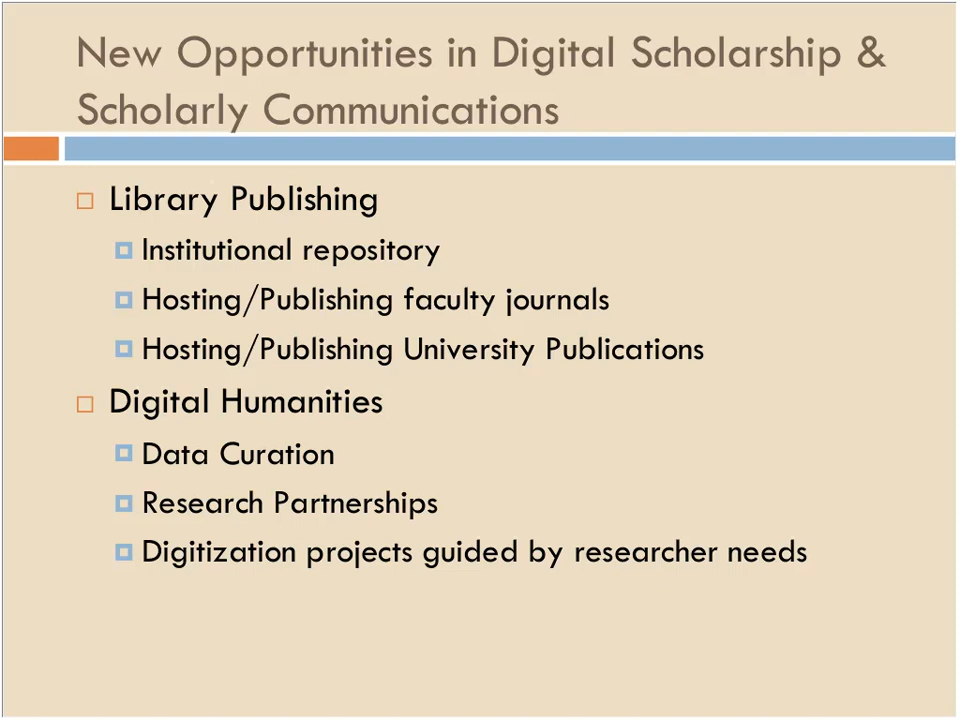 New Opportunities in Digital Scholarship &
Scholarly Communications
Library Publishing
Institutional repository
Hosting/Publishing faculty journals
Hosting/Publishing University Publications
Digital Humanities
Data Curation
Research Partnerships
Digitization projects guided by researcher needs